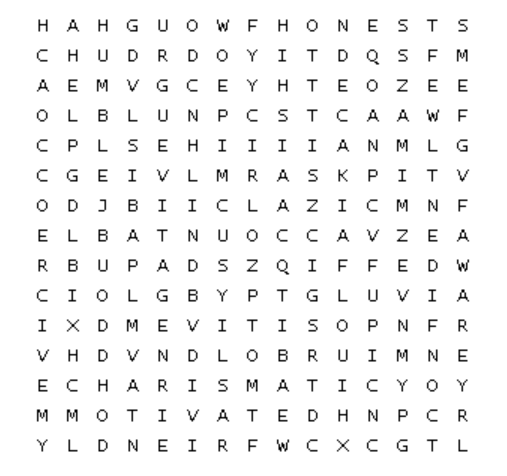 H A H G U O W F H O N E S T S
C H U D R D O Y I T D Q S F M
A E M V G C E Y H T E O Z E E
O L B L U N P C S T C A A W F
C P L S E H I I I I A N M L G
C G E I V L M R A S K P I T V
O D J B I I C L A Z I C M N F
E L B A T N U O C C A V Z E A
R B U P A D S Z Q I F F E D W
C I O L G B Y P T G L U V I A
I X D M E V I T I S O P N F R
V H D V N D L O B R U I M N E
E C H A R I S M A T I C Y O Y
M M O T I V A T E D H N P C R
Y L D N E I R F W C X C G T L